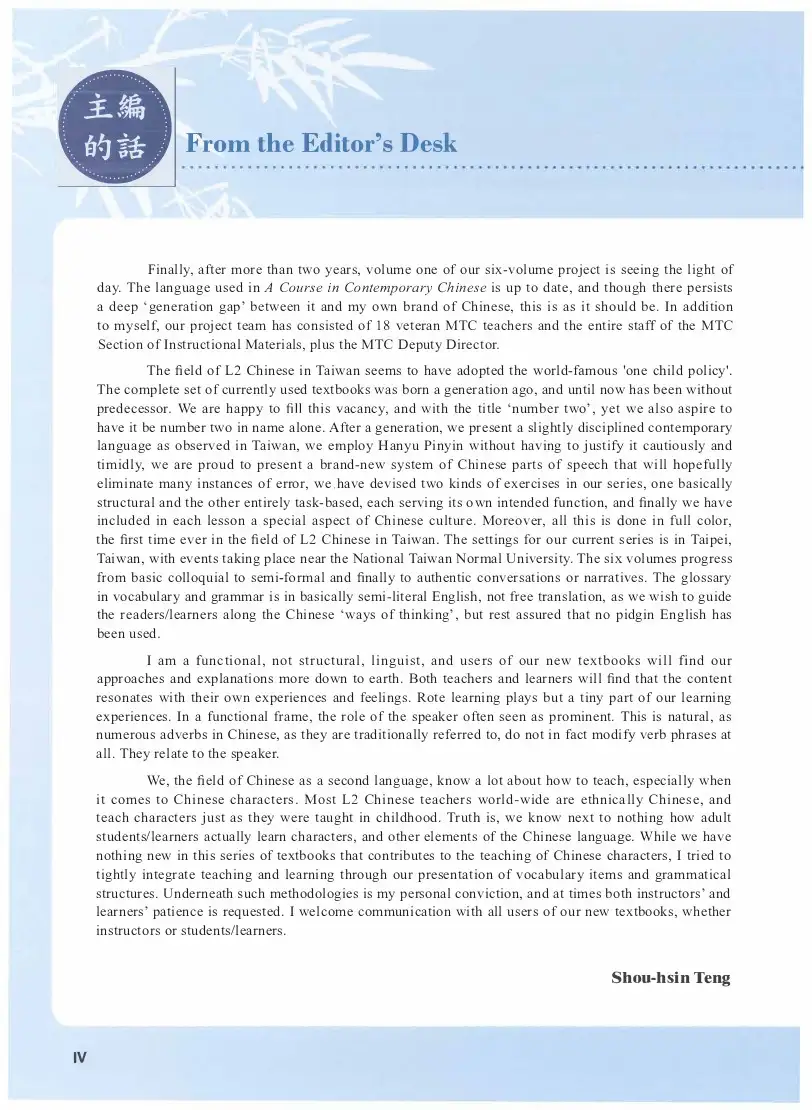 主編
的話
From the Editor's Desk
Finally, after more than two years, volume one of our six-volume project is seeing the light of
day. The language used in A Course in Contemporary Chinese is up to date, and though there persists
a deep ‘generation gap’ between it and my own brand of Chinese, this is as it should be. In addition
to myself, our project team has consisted of 18 veteran MTC teachers and the entire staff of the MTC
Section of Instructional Materials, plus the MTC Deputy Director.
The field of L2 Chinese in Taiwan seems to have adopted the world-famous 'one child policy'.
The complete set of currently used textbooks was born a generation ago, and until now has been without
predecessor. We are happy to fill this vacancy, and with the title ‘number two’, yet we also aspire to
have it be number two in name alone. After a generation, we present a slightly disciplined contemporary
language as observed in Taiwan, we employ Hanyu Pinyin without having to justify it cautiously and
timidly, we are proud to present a brand-new system of Chinese parts of speech that will hopefully
eliminate many instances of error, we have devised two kinds of exercises in our series, one basically
structural and the other entirely task-based, each serving its own intended function, and finally we have
included in each lesson a special aspect of Chinese culture. Moreover, all this is done in full color,
the first time ever in the field of L2 Chinese in Taiwan. The settings for our current series is in Taipei,
Taiwan, with events taking place near the National Taiwan Normal University. The six volumes progress
from basic colloquial to semi-formal and finally to authentic conversations or narratives. The glossary
in vocabulary and grammar is in basically semi-literal English, not free translation, as we wish to guide
the readers/learners along the Chinese ‘ways of thinking’, but rest assured that no pidgin English has
been used.
I am a functional, not structural, linguist, and users of our new textbooks will find our
approaches and explanations more down to earth. Both teachers and learners will find that the content
resonates with their own experiences and feelings. Rote learning plays but a tiny part of our learning
experiences. In a functional frame, the role of the speaker often seen as prominent. This is natural, as
numerous adverbs in Chinese, as they are traditionally referred to, do not in fact modify verb phrases at
all. They relate to the speaker.
We, the field of Chinese as a second language, know a lot about how to teach, especially when
it comes to Chinese characters. Most L2 Chinese teachers world-wide are ethnically Chinese, and
teach characters just as they were taught in childhood. Truth is, we know next to nothing how adult
students/learners actually learn characters, and other elements of the Chinese language. While we have
nothing new in this series of textbooks that contributes to the teaching of Chinese characters, I tried to
tightly integrate teaching and learning through our presentation of vocabulary items and grammatical
structures. Underneath such methodologies is my personal conviction, and at times both instructors’ and
learners’ patience is requested. I welcome communication with all users of our new textbooks, whether
instructors or students/learners.
Shou-hsin Teng
IV